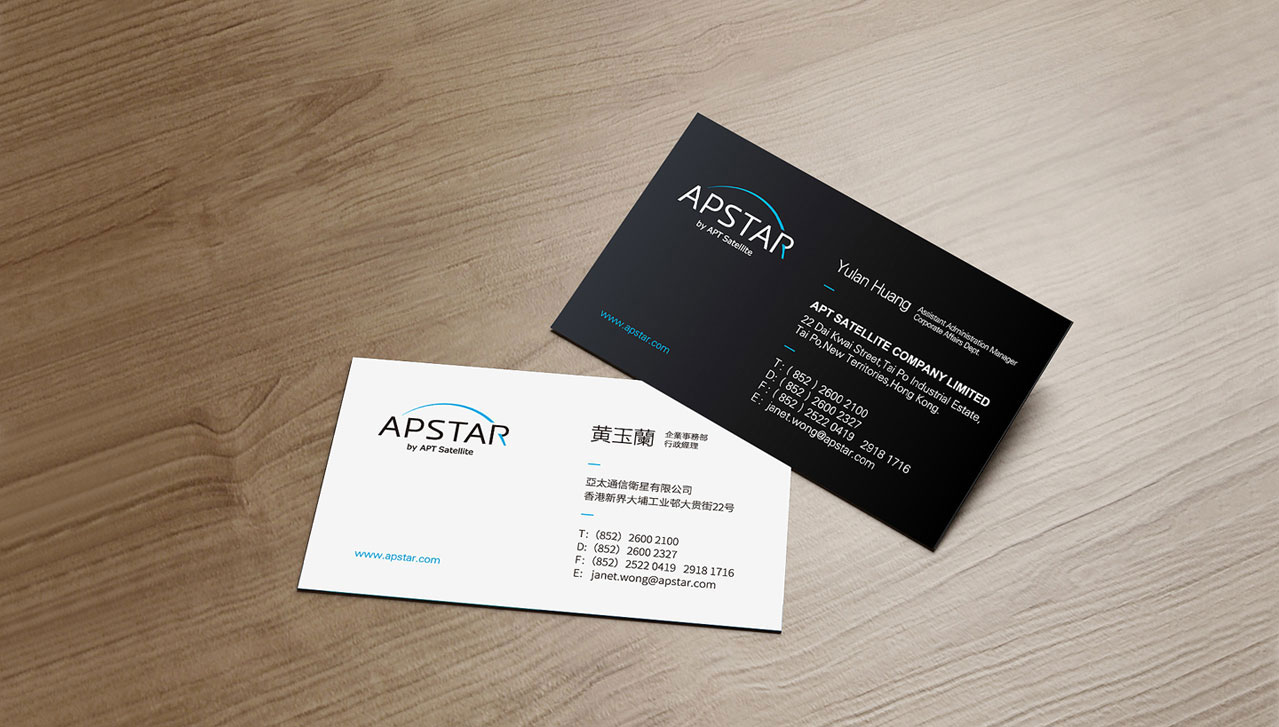 APSTAR
by APT Satellite
www.apstar.com
Yulan Huang
Assistant Administration Manager
Corporate Affairs Dept.
APT SATELLITE COMPANY LIMITED
22 Dai Kwai Street,Tai Po Industrial Estate,
Tai Po,New Territories,Hong Kong.
T: ( 852 ) 2600 2100
D: ( 852 ) 2600 2327
F : ( 852 ) 2522 0419 2918 1716
E : janet.wong@apstar.com
APSTAR
by APT Satellite
www.apstar.com
黄玉蘭
企業事務部
行政經理
亞太通信衛星有限公司
香港新界大埔工业邨大贵街22号
T:（852）2600 2100
D:（852）2600 2327
F:（852）2522 0419 2918 1716
E: janet.wong@apstar.com